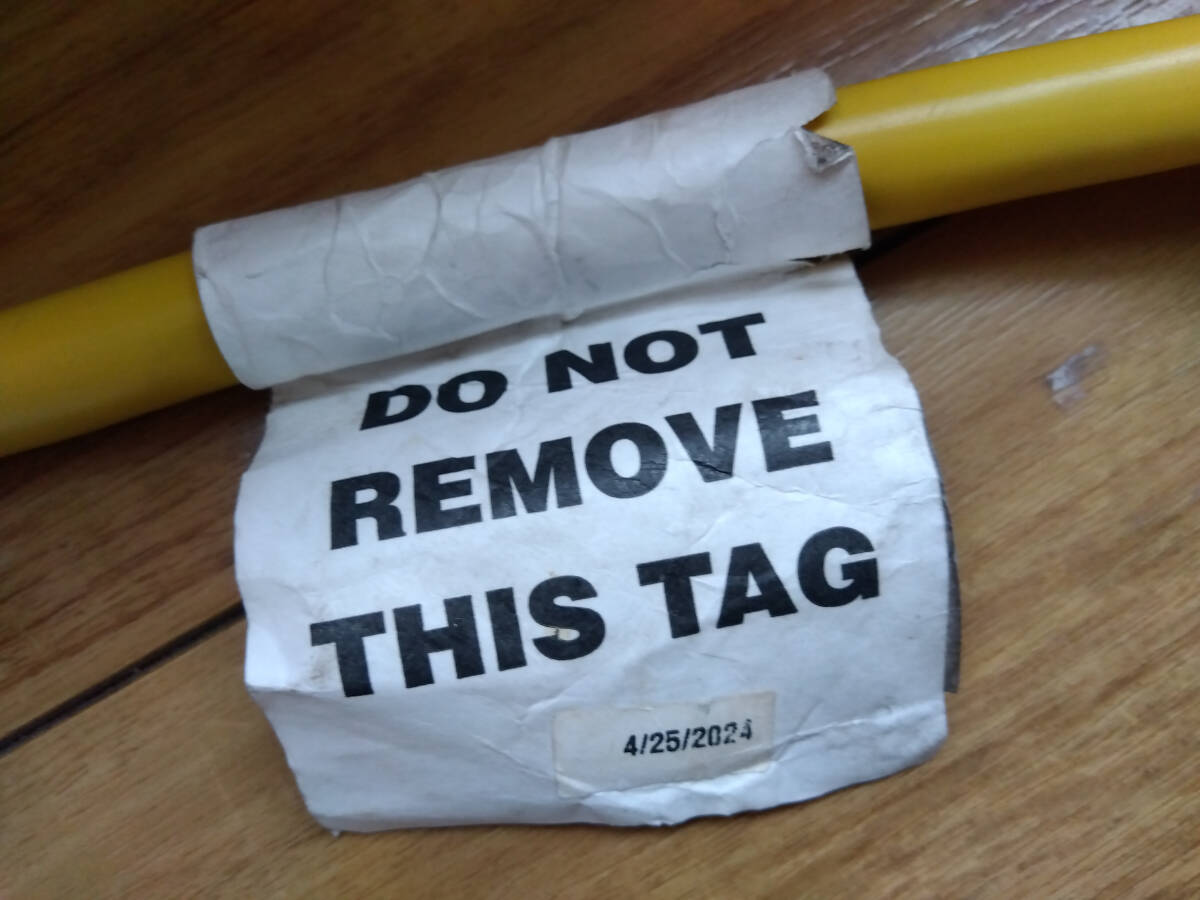 DO NOT
REMOVE
THIS TAG
4/25/2024